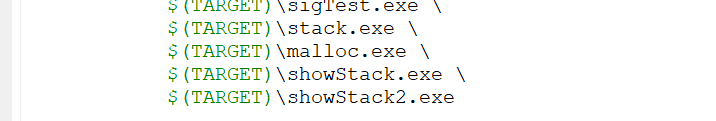 $(TARGET)\sigTest.exe \
$(TARGET)\stack.exe \
$(TARGET)\malloc.exe \
$(TARGET)\showStack.exe \
$(TARGET)\showStack2.exe